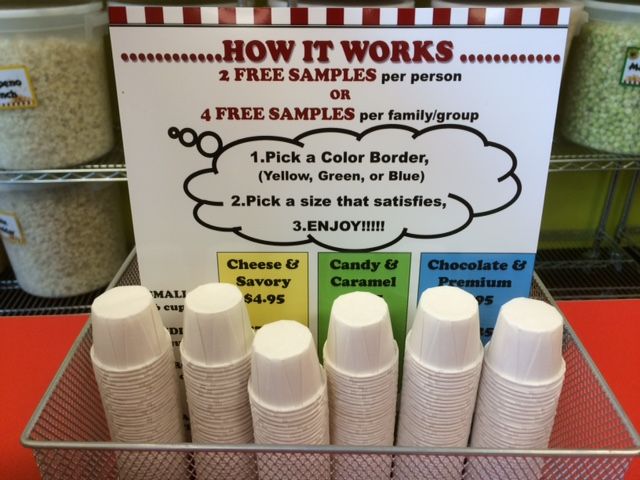 HOW IT WORKS
2 FREE SAMPLES per person
OR
4 FREE SAMPLES per family/group
1.Pick a Color Border,
(Yellow, Green, or Blue)
2.Pick a size that satisfies,
3.ENJOY!!!!!
Cheese & Savory $4.95
Candy & Caramel
Chocolate & Premium